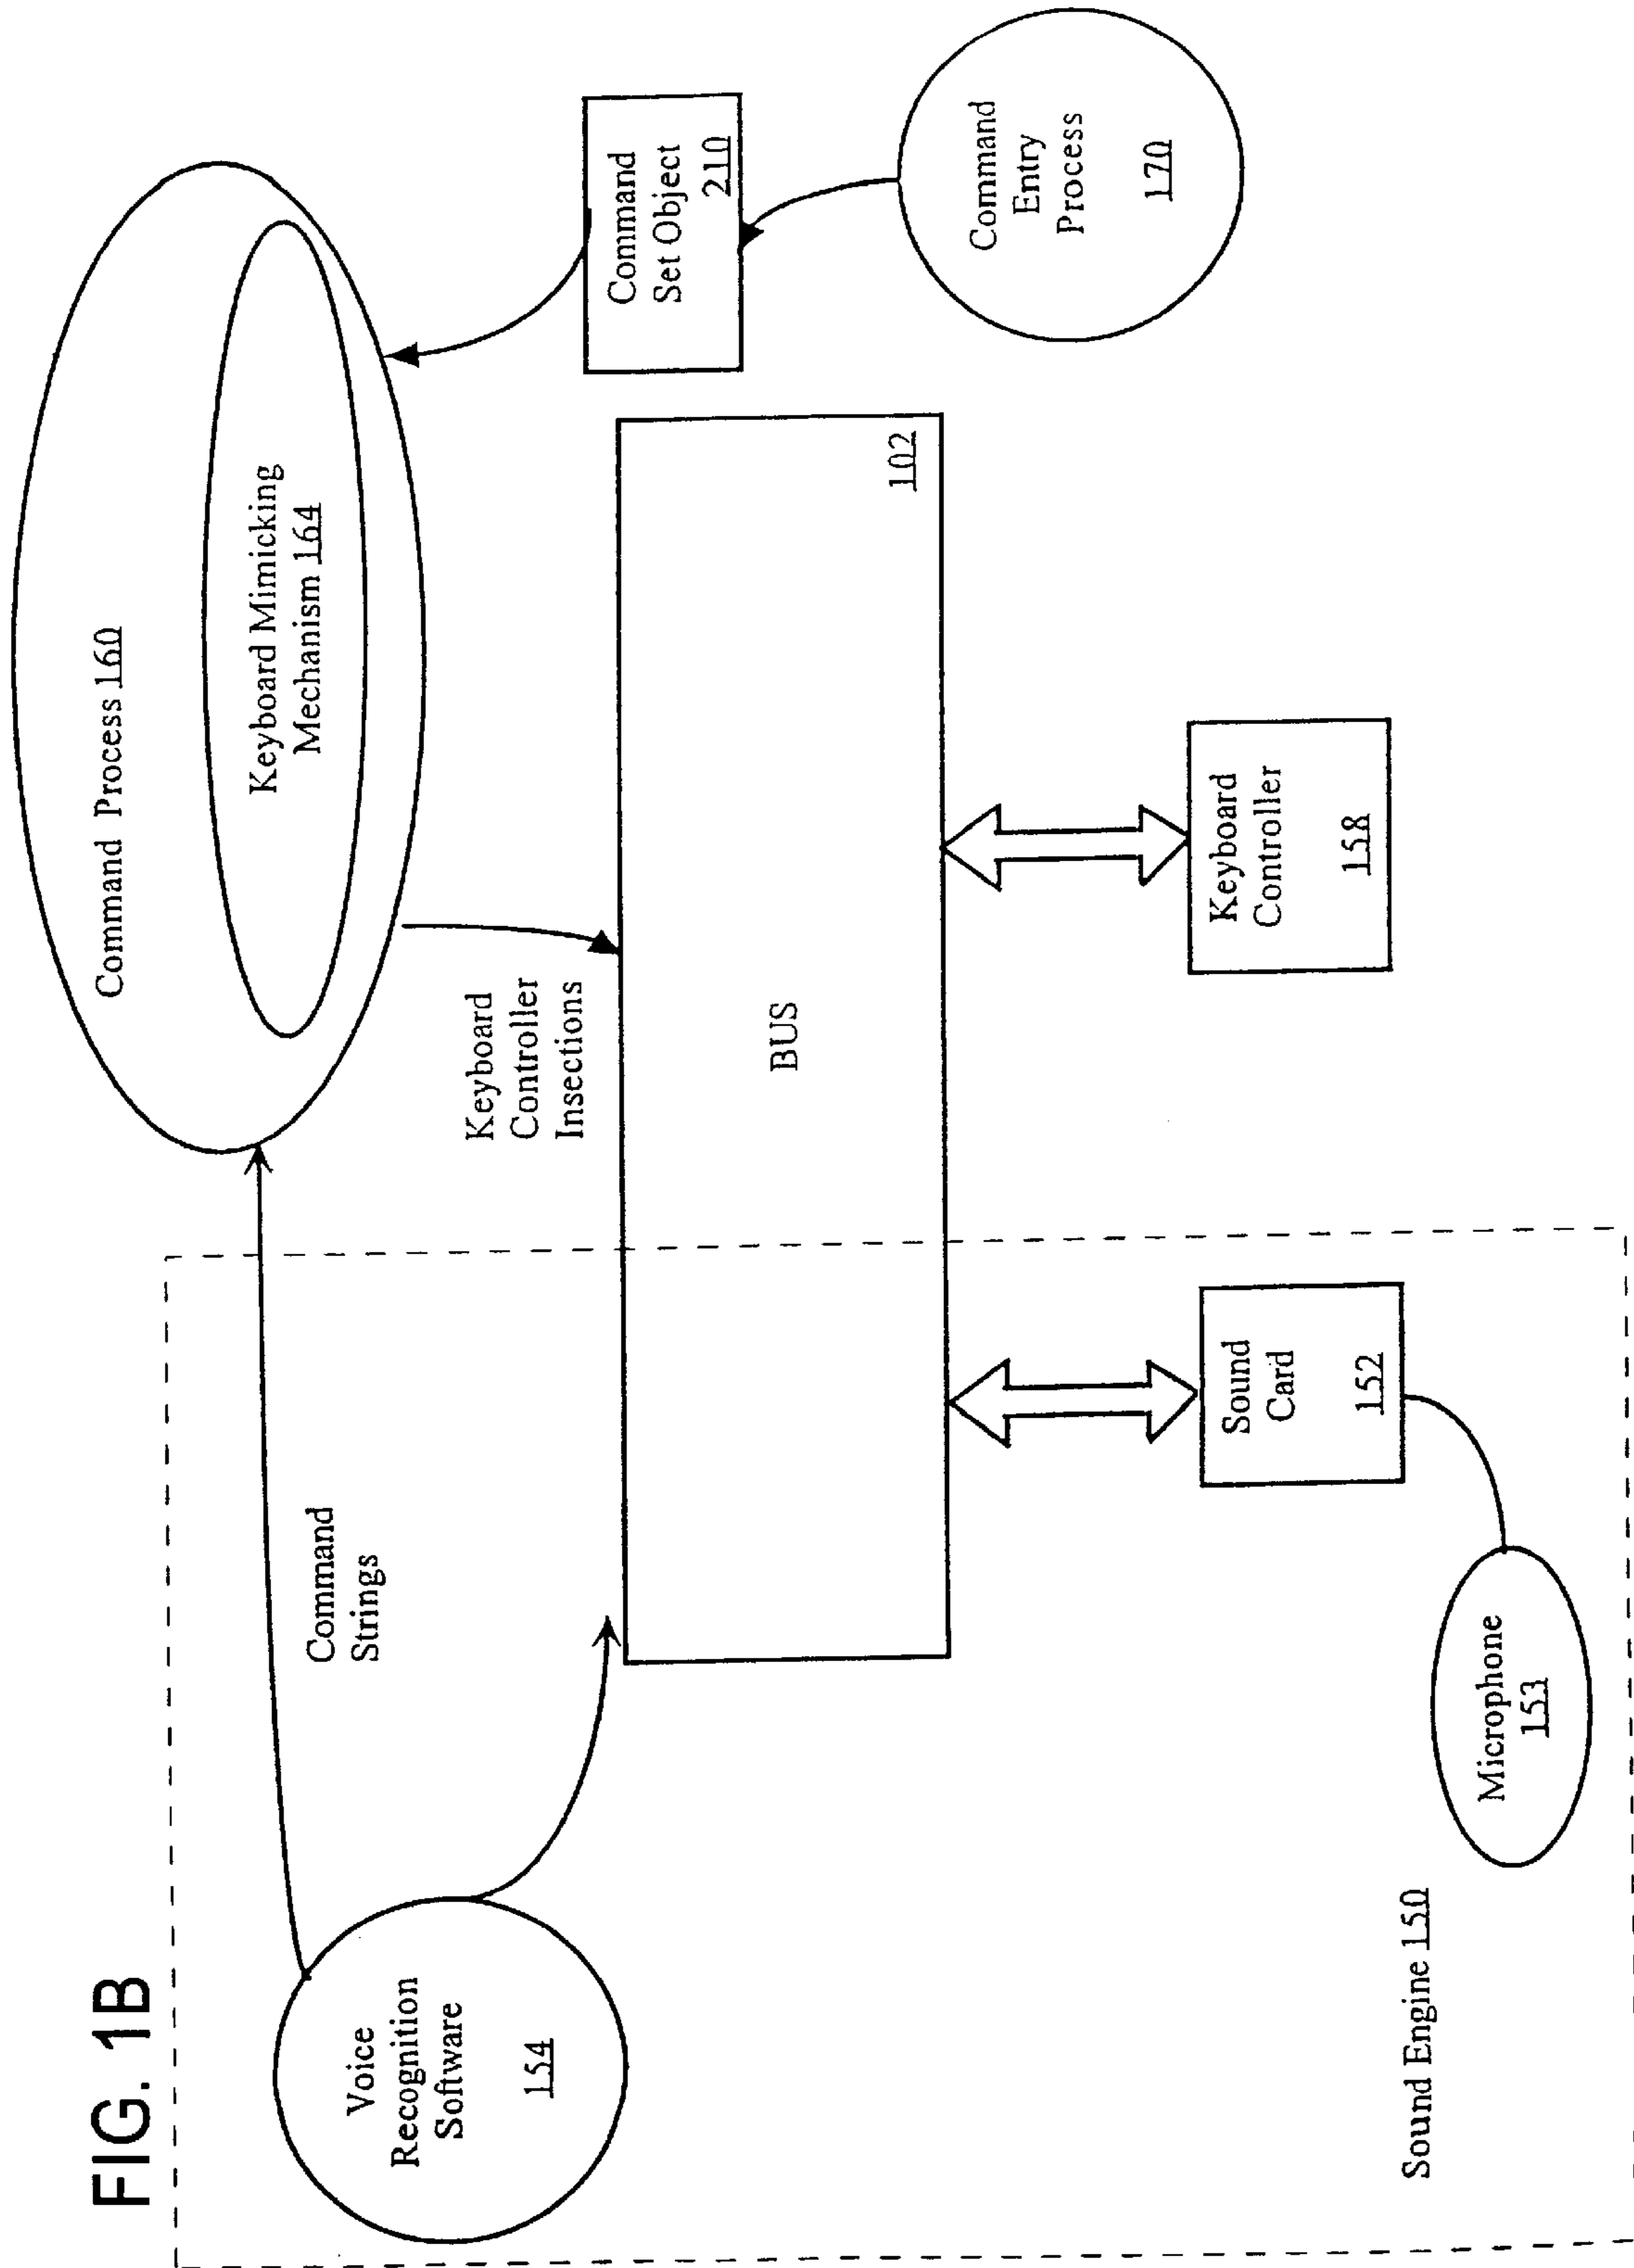 FIG. 1B
Command Process 160
Keyboard Mimicking
Mechanism 164
Voice
Recognition
Software
154
Command
Strings
Keyboard
Controller
Insections
Command
Set Object
210
BUS
102
Command
Entry
Process
170
Sound
Card
152
Keyboard
Controller
158
Microphone
153
Sound Engine 150